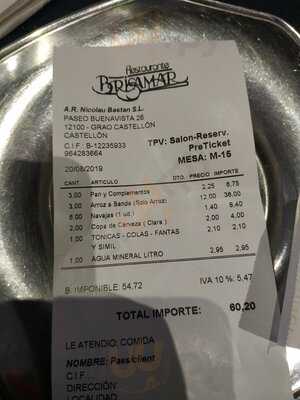 Restaurante
BRISAMAR
A.R. Nicolau Bastan S.L.
PASEO BUENAVISTA 26
12100 - GRAO CASTELLÓN
CASTELLÓN
C.I.F.: B-12235933
964283664
TPV: Salon-Reserv.
PreTicket
MESA: M-15
20/08/2019
CANT. ARTICULO DTO. PRECIO IMPORTE
3,00 Pan y Complementos 2,25 6,75
3,00 Arroz a Banda (Solo Arroz) 12,00 36,00
6,00 Navajas (1 ud.) 1,40 8,40
2,00 Copa de Cerveza ( Clara ) 2,00 4,00
1,00 TONICAS - COLAS - FANTAS 2,10 2,10
Y SIMIL
1,00 AGUA MINERAL LITRO 2,95 2,95
B. IMPONIBLE: 54,72 IVA 10 %: 5,47
TOTAL IMPORTE: 60,20
LE ATENDIO: COMIDA
NOMBRE: Pass/client
C.I.F.
DIRECCIÓN
LOCALIDAD